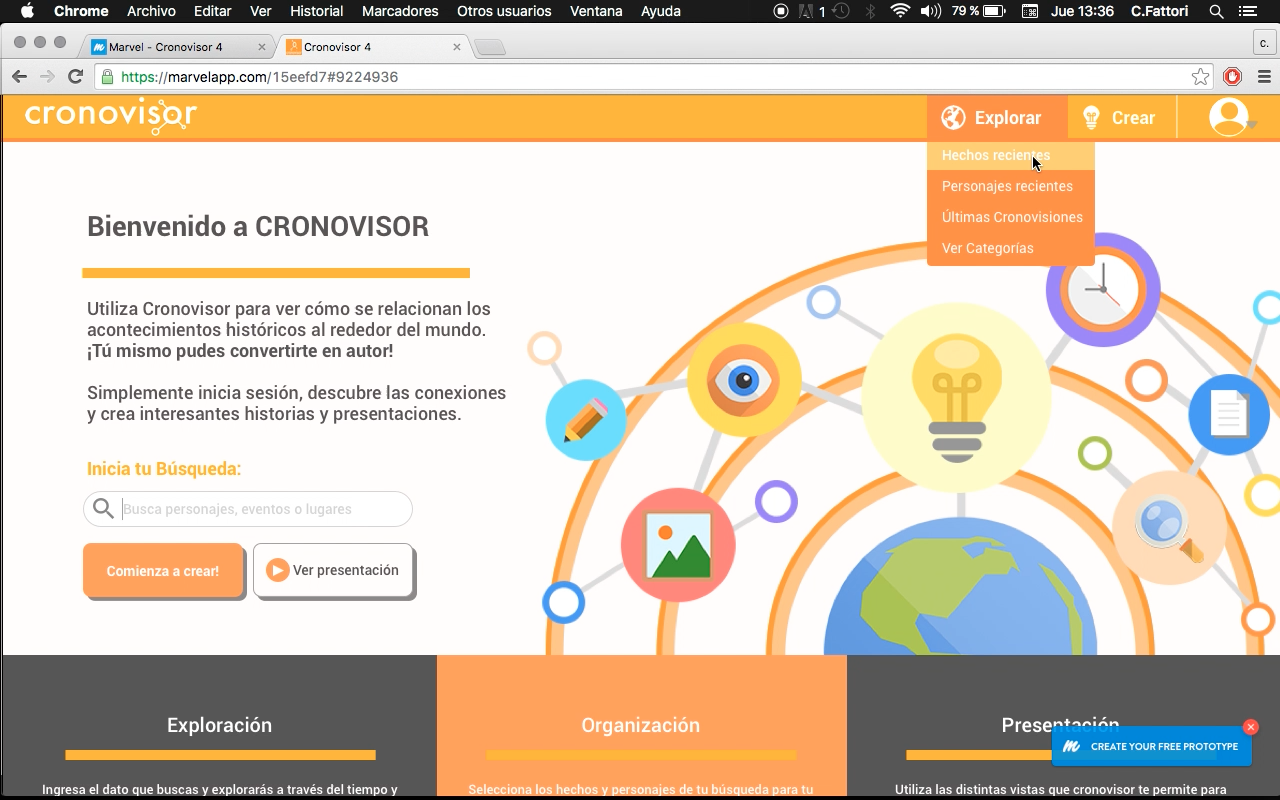 Chrome Archivo Editar Ver Historial Marcadores Otros usuarios Ventana Ayuda
1 79 % Jue 13:36 C.Fattori
Marvel - Cronovisor 4
Cronovisor 4
c.
https://marvelapp.com/15eefd7#9224936
cronovisor
Explorar
Crear
Hechos recientes
Personajes recientes
Últimas Cronovisiones
Ver Categorías
Bienvenido a CRONOVISOR
Utiliza Cronovisor para ver cómo se relacionan los
acontecimientos históricos al rededor del mundo.
¡Tú mismo pudes convertirte en autor!
Simplemente inicia sesión, descubre las conexiones
y crea interesantes historias y presentaciones.
Inicia tu Búsqueda:
Busca personajes, eventos o lugares
Comienza a crear!
Ver presentación
Exploración
Organización
Presentación
CREATE YOUR FREE PROTOTYPE
Ingresa el dato que buscas y explorarás a través del tiempo y
Selecciona los hechos y personajes de tu búsqueda para tu
Utiliza las distintas vistas que cronovisor te permite para